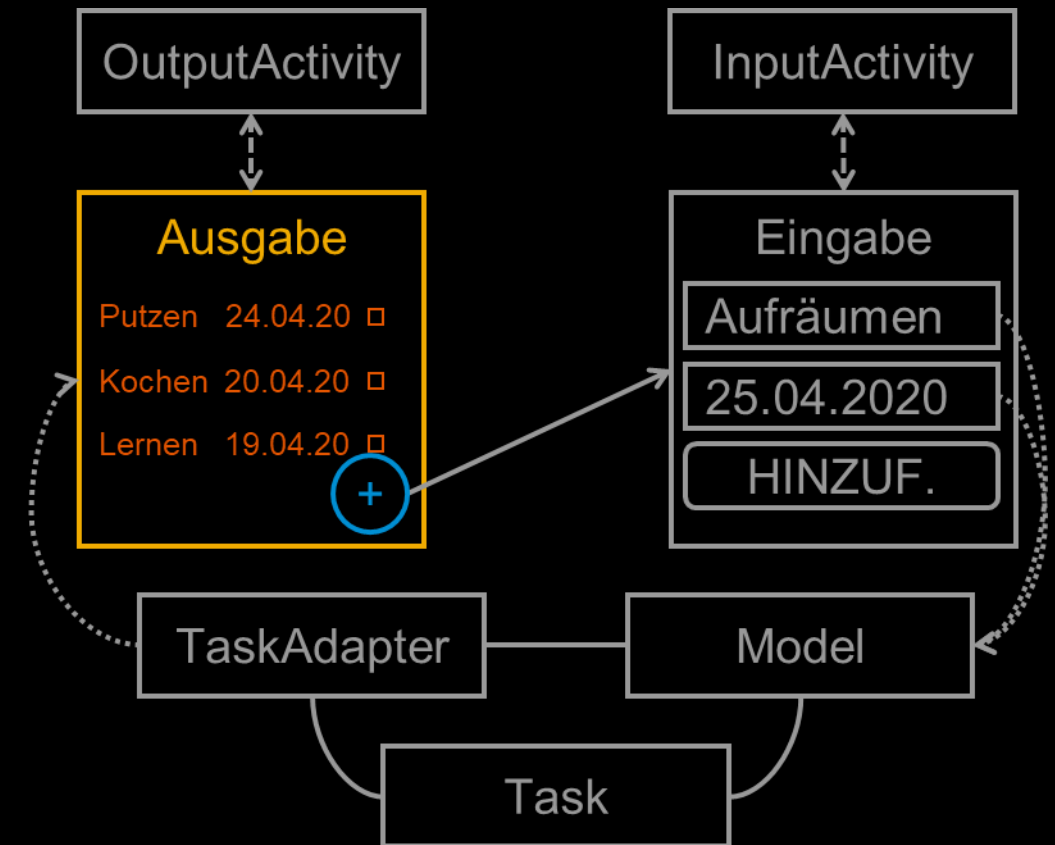 OutputActivity
InputActivity
Ausgabe
Putzen 24.04.20
Kochen 20.04.20
Lernen 19.04.20
+
Eingabe
Aufräumen
25.04.2020
HINZUF.
TaskAdapter
Model
Task